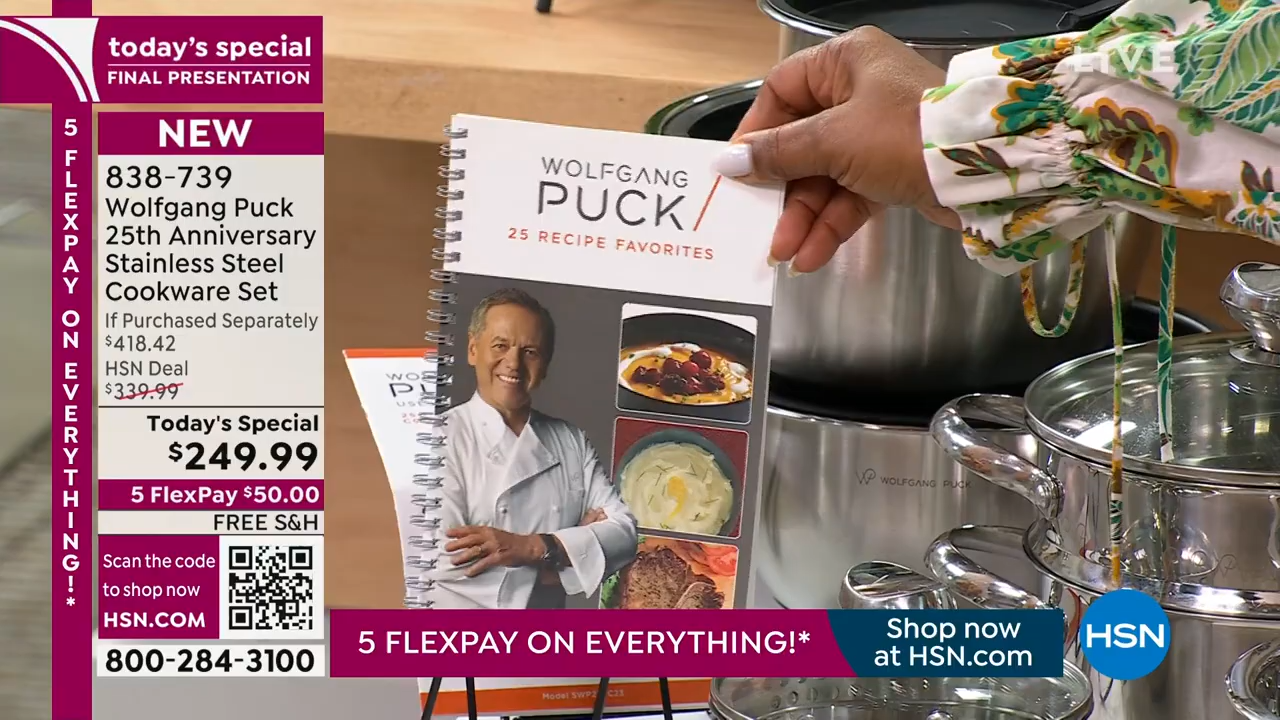 today's special
FINAL PRESENTATION
5 FLEXPAY ON EVERYTHING!*
NEW
838-739
Wolfgang Puck
25th Anniversary
Stainless Steel
Cookware Set
If Purchased Separately
$418.42
HSN Deal
$339.99
Today's Special
$249.99
5 FlexPay $50.00
FREE S&H
Scan the code
to shop now
HSN.COM
800-284-3100
LIVE
WOLFGANG
PUCK
25 RECIPE FAVORITES
WP WOLFGANG PUCK
5 FLEXPAY ON EVERYTHING!*
Shop now
at HSN.com
HSN